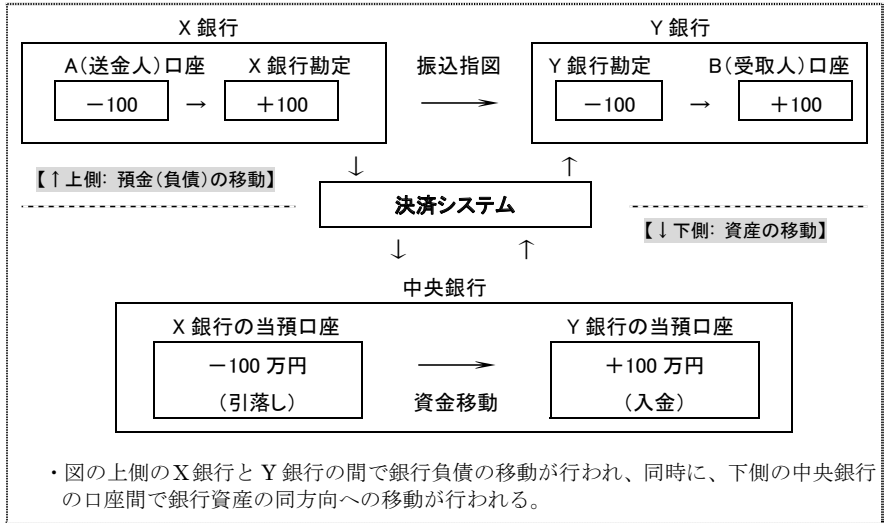 X 銀行 Y 銀行
A(送金人)口座 X 銀行勘定 振込指図 Y 銀行勘定 B(受取人)口座
-100 → +100 → -100 → +100
↓ ↑
【↑上側: 預金(負債)の移動】
決済システム
【↓下側: 資産の移動】
↓ ↑
中央銀行
X 銀行の当預口座 Y 銀行の当預口座
-100 万円 → +100 万円
(引落し) 資金移動 (入金)
・図の上側のX銀行と Y 銀行の間で銀行負債の移動が行われ、同時に、下側の中央銀行
の口座間で銀行資産の同方向への移動が行われる。